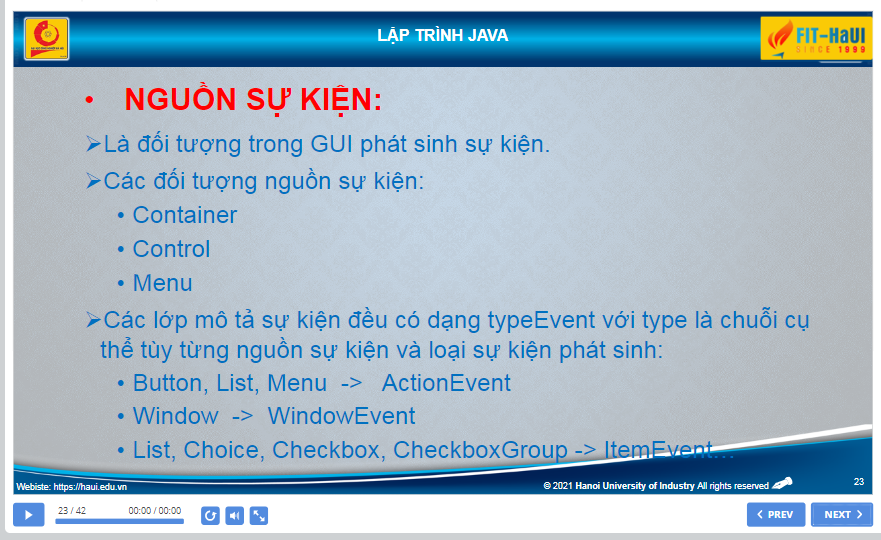 LẬP TRÌNH JAVA
FIT-HaUI
SINCE 1999
• NGUỒN SỰ KIỆN:
➢Là đối tượng trong GUI phát sinh sự kiện.
➢Các đối tượng nguồn sự kiện:
• Container
• Control
• Menu
➢Các lớp mô tả sự kiện đều có dạng typeEvent với type là chuỗi cụ
thể tùy từng nguồn sự kiện và loại sự kiện phát sinh:
• Button, List, Menu -> ActionEvent
• Window -> WindowEvent
• List, Choice, Checkbox, CheckboxGroup -> ItemEvent…
Webiste: https://haui.edu.vn
© 2021 Hanoi University of Industry All rights reserved
23
23 / 42
00:00 / 00:00
PREV
NEXT